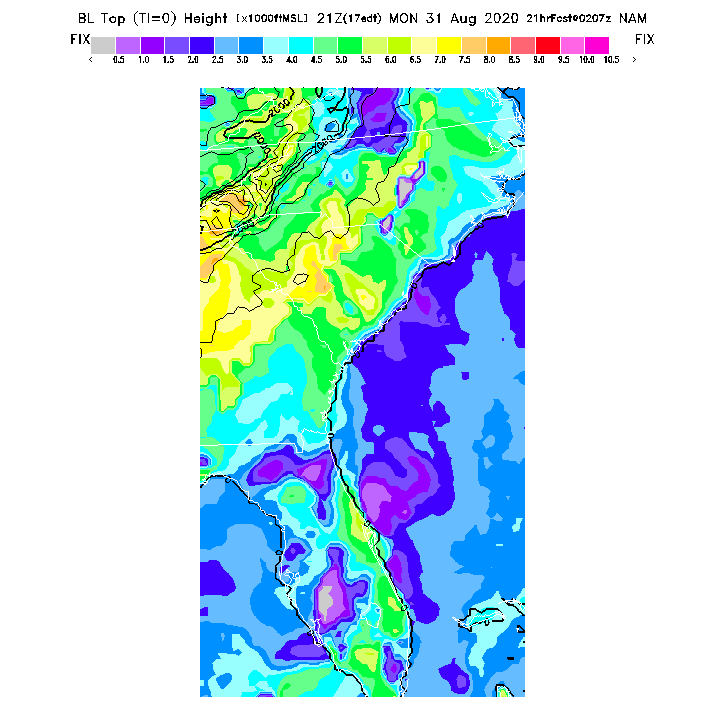 BL Top (TI=0) Height [x1000ftMSL] 21Z(17edt) MON 31 Aug 2020 21hrFcst@0207z NAM
FIX FIX
< 0.5 1.0 1.5 2.0 2.5 3.0 3.5 4.0 4.5 5.0 5.5 6.0 6.5 7.0 7.5 8.0 8.5 9.0 9.5 10.0 10.5 >
2000